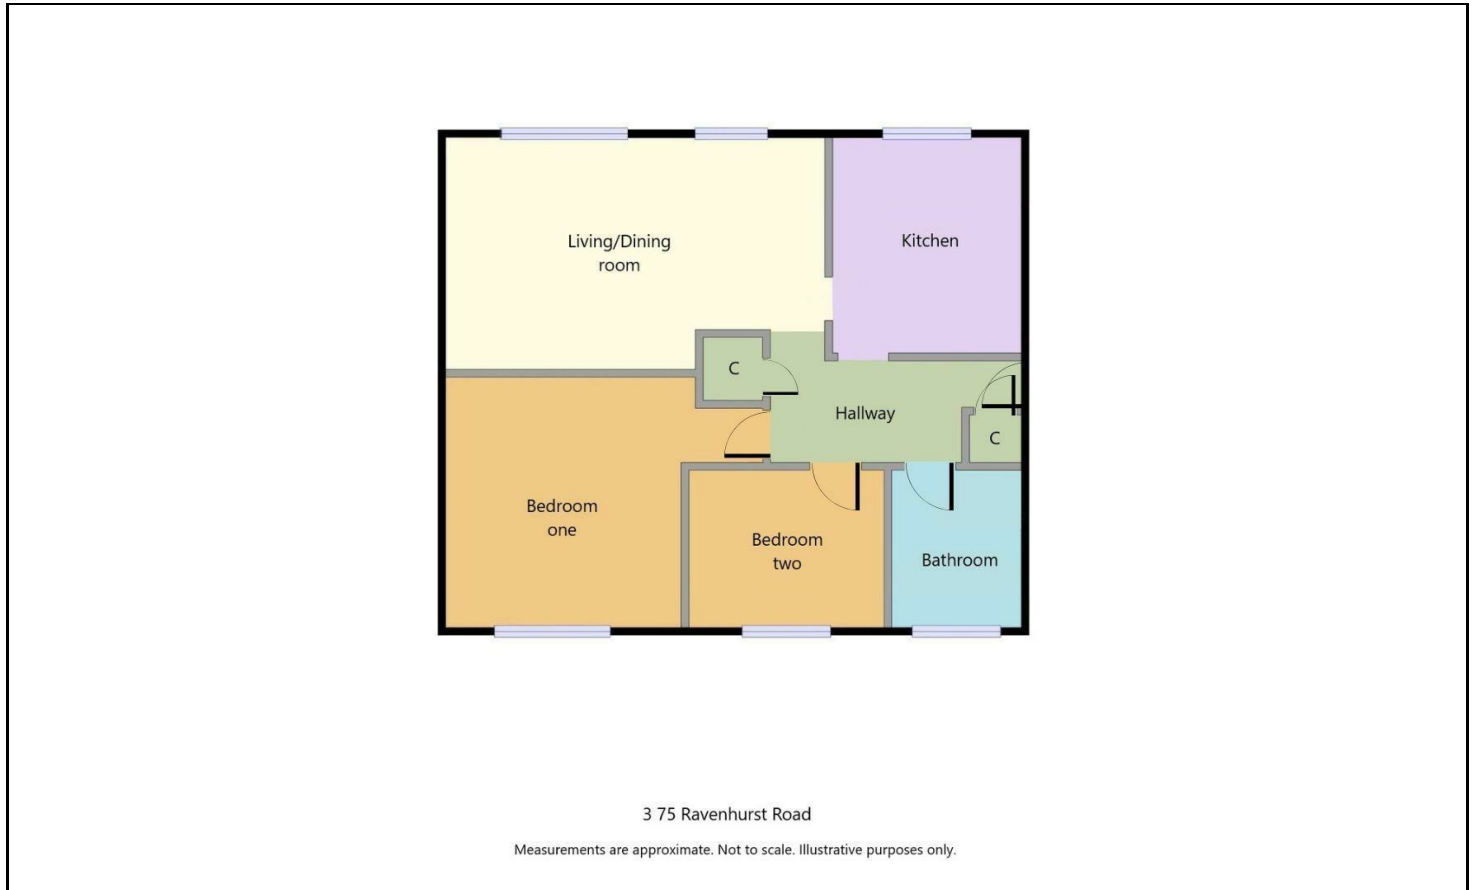 Living/Dining
room
Kitchen
C
Hallway
C
Bedroom
one
Bedroom
two
Bathroom
3 75 Ravenhurst Road
Measurements are approximate. Not to scale. Illustrative purposes only.